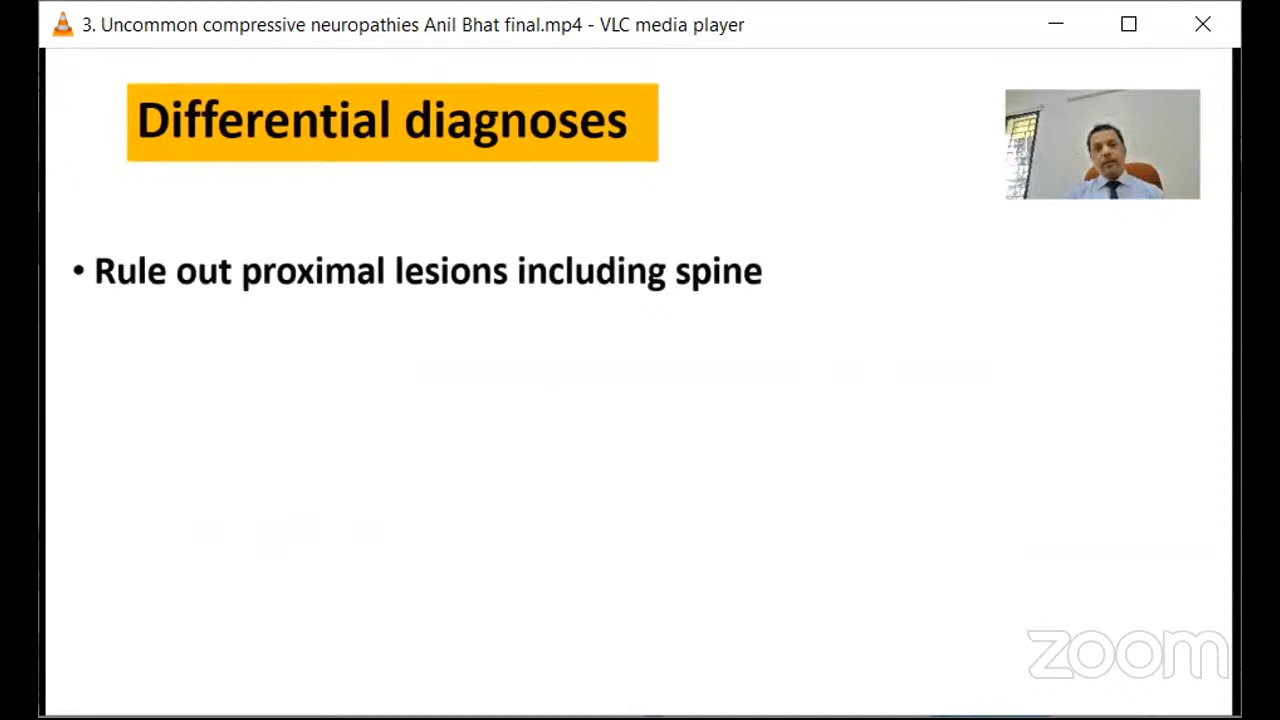 3. Uncommon compressive neuropathies Anil Bhat final.mp4 - VLC media player
Differential diagnoses
• Rule out proximal lesions including spine
zoom